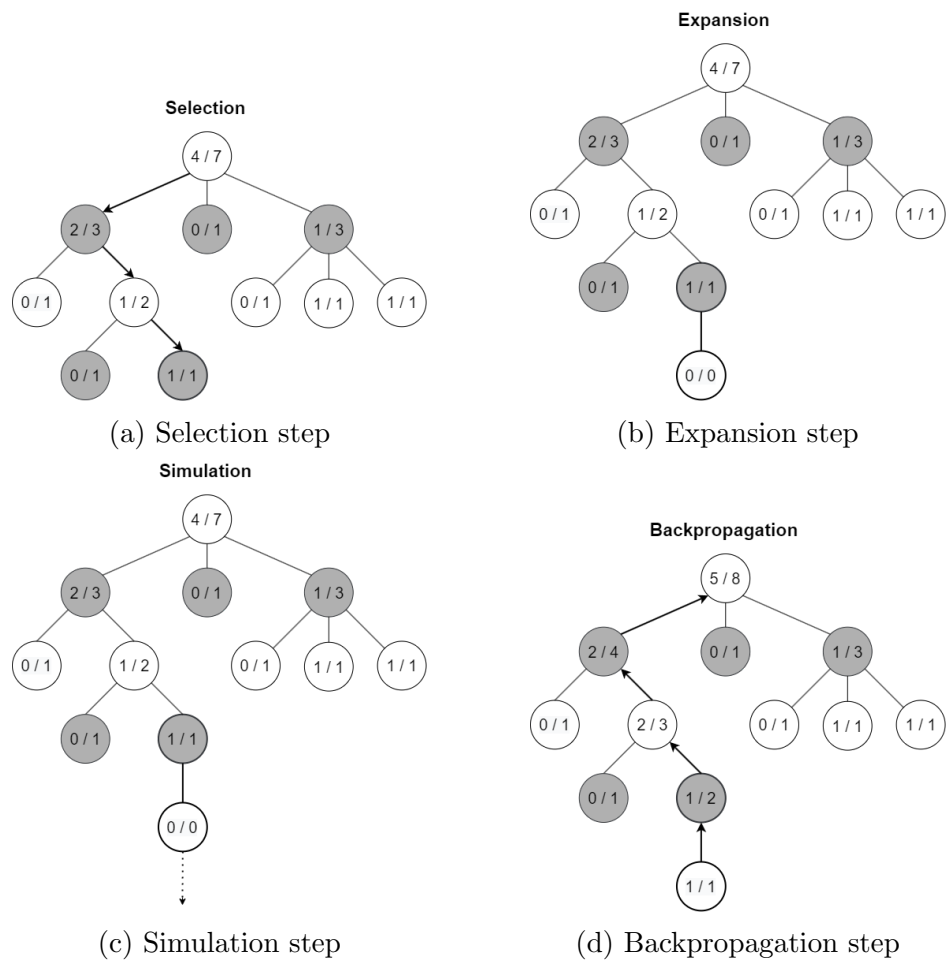 Selection
4 / 7
2 / 3 0 / 1 1 / 3
0 / 1 1 / 2 0 / 1 1 / 1 1 / 1
0 / 1 1 / 1
(a) Selection step
Expansion
4 / 7
2 / 3 0 / 1 1 / 3
0 / 1 1 / 2 0 / 1 1 / 1 1 / 1
0 / 1 1 / 1
0 / 0
(b) Expansion step
Simulation
4 / 7
2 / 3 0 / 1 1 / 3
0 / 1 1 / 2 0 / 1 1 / 1 1 / 1
0 / 1 1 / 1
0 / 0
(c) Simulation step
Backpropagation
5 / 8
2 / 4 0 / 1 1 / 3
0 / 1 2 / 3 0 / 1 1 / 1 1 / 1
0 / 1 1 / 2
1 / 1
(d) Backpropagation step